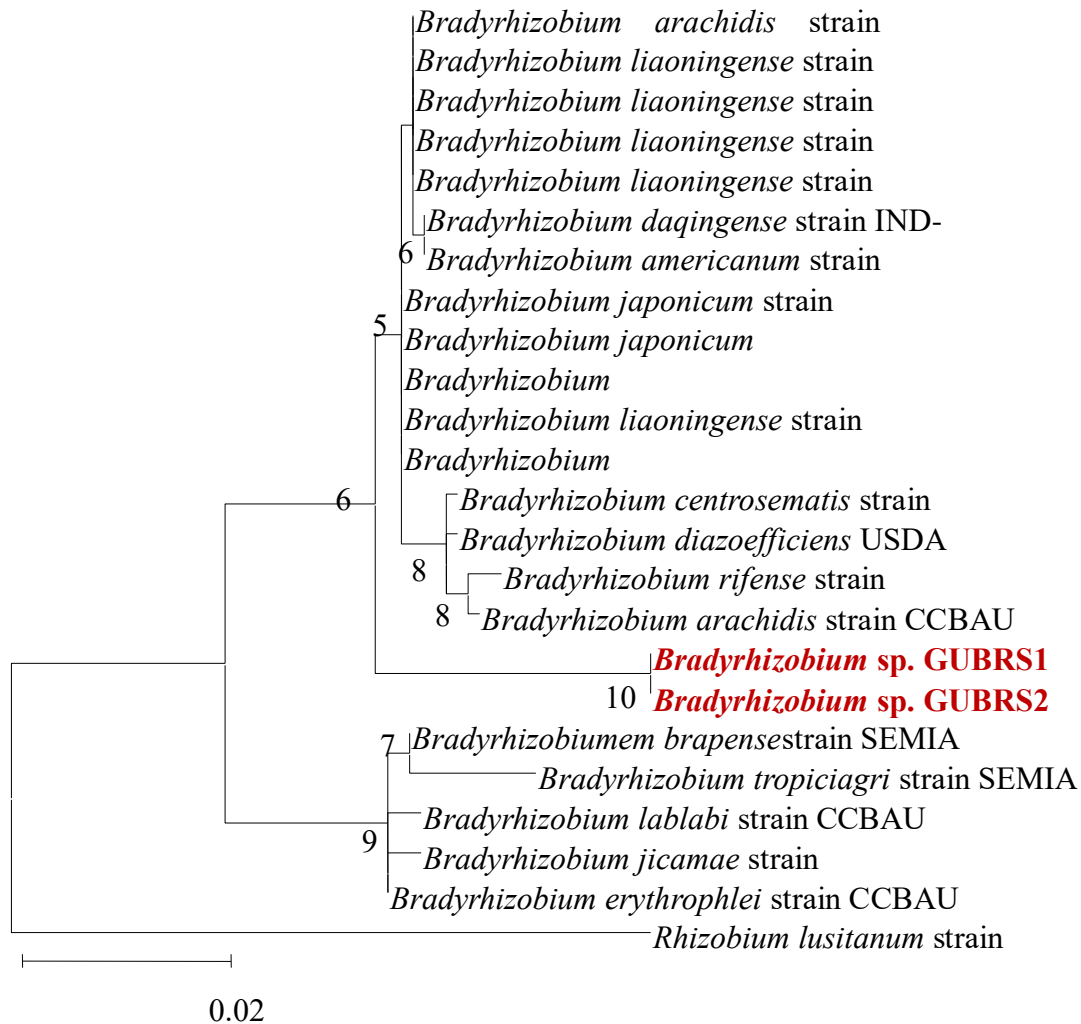 Bradyrhizobium arachidis strain
Bradyrhizobium liaoningense strain
Bradyrhizobium liaoningense strain
Bradyrhizobium liaoningense strain
Bradyrhizobium liaoningense strain
Bradyrhizobium daqingense strain IND-
6
Bradyrhizobium americanum strain
Bradyrhizobium japonicum strain
5
Bradyrhizobium japonicum
Bradyrhizobium
Bradyrhizobium liaoningense strain
Bradyrhizobium
6
Bradyrhizobium centrosematis strain
Bradyrhizobium diazoefficiens USDA
8
Bradyrhizobium rifense strain
8
Bradyrhizobium arachidis strain CCBAU
Bradyrhizobium sp. GUBRS1
10
Bradyrhizobium sp. GUBRS2
7
Bradyrhizobiumem brapensestrain SEMIA
Bradyrhizobium tropiciagri strain SEMIA
Bradyrhizobium lablabi strain CCBAU
9
Bradyrhizobium jicamae strain
Bradyrhizobium erythrophlei strain CCBAU
Rhizobium lusitanum strain
0.02